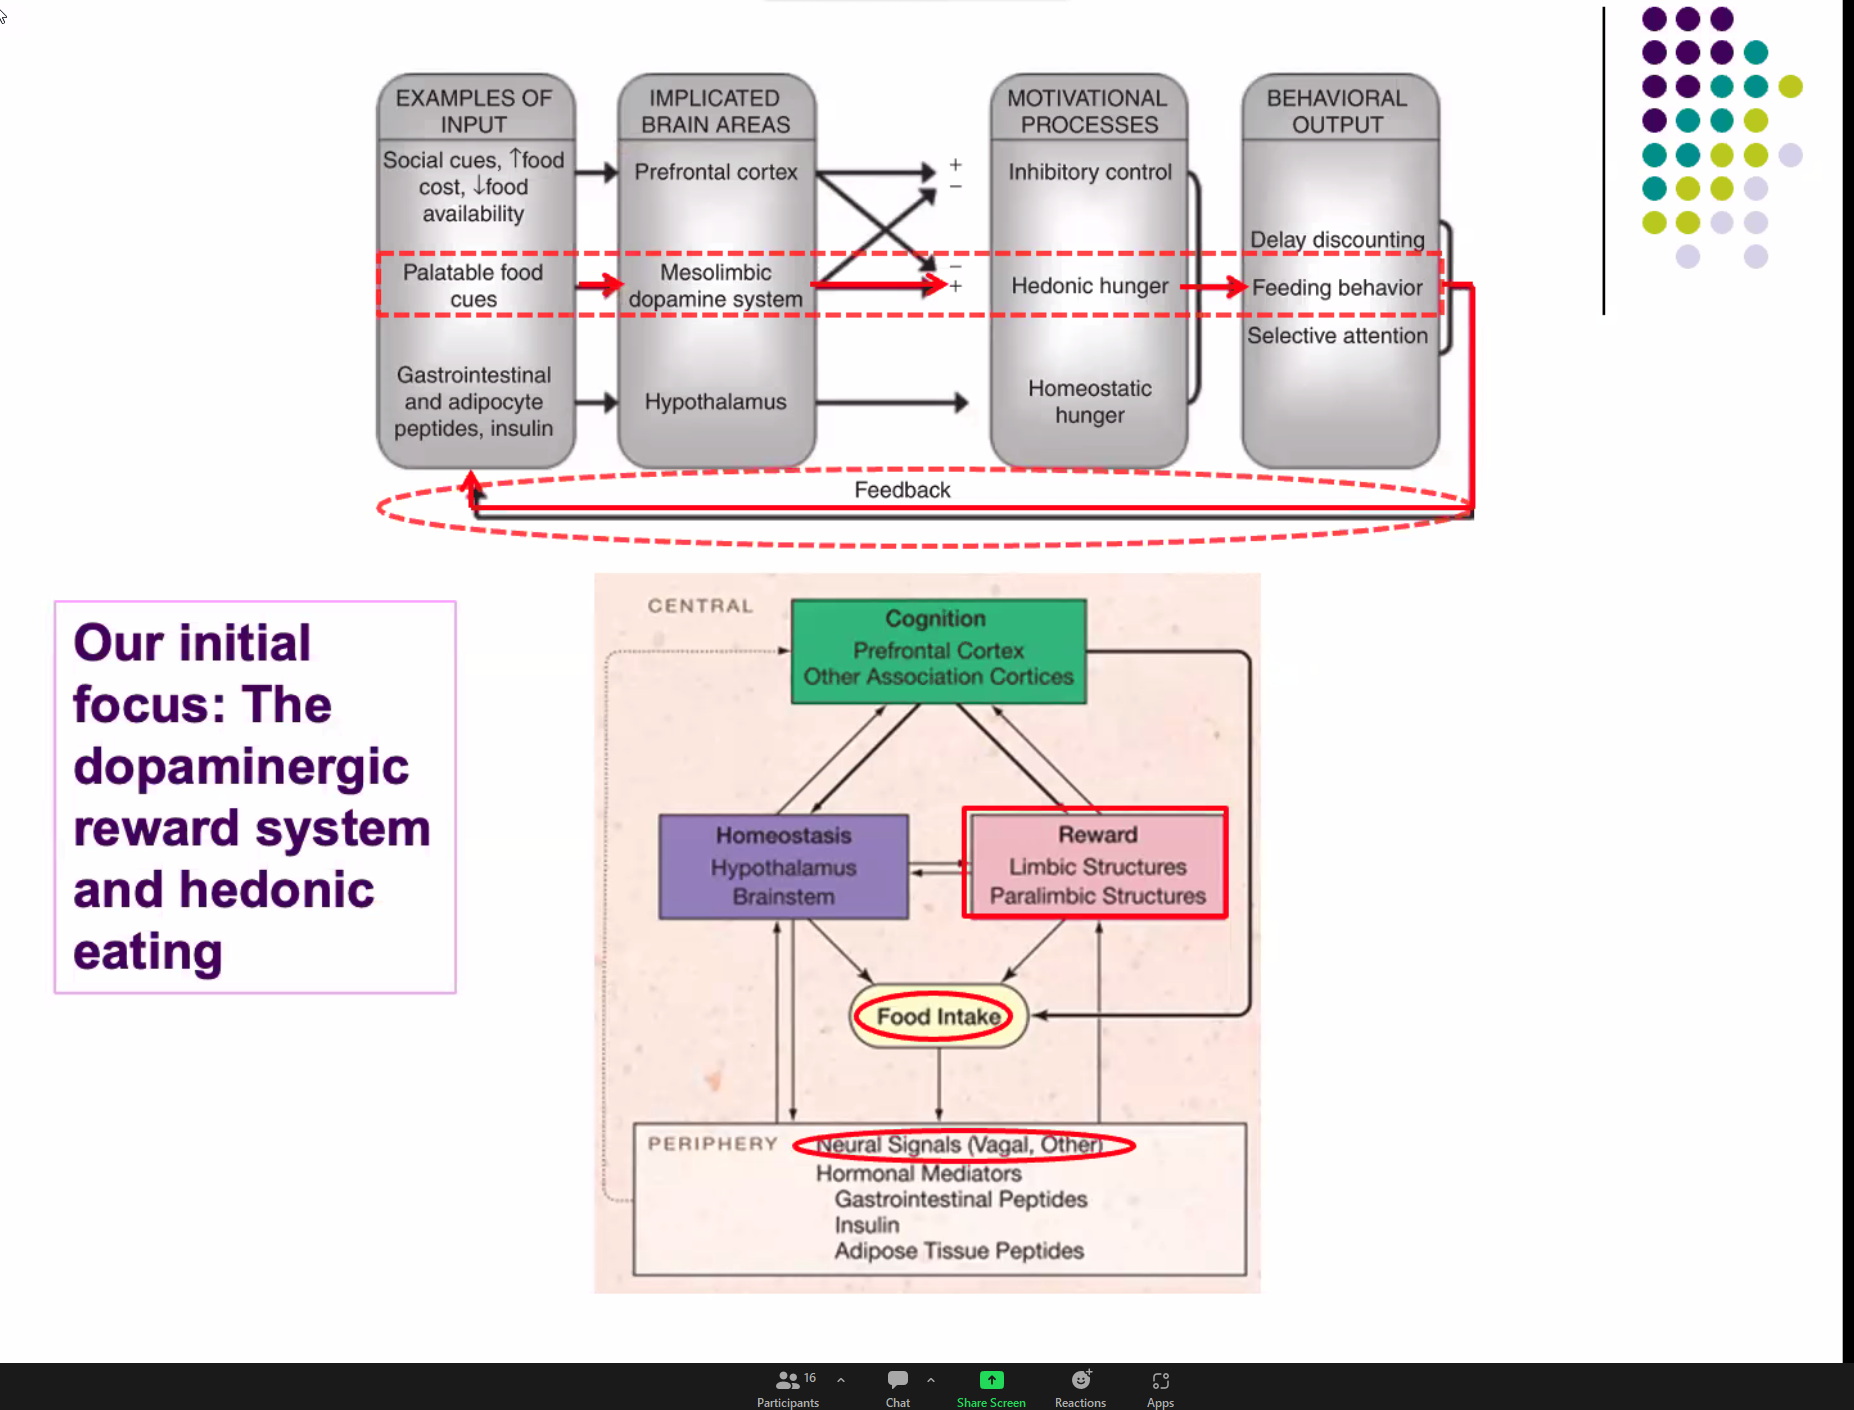 EXAMPLES OF
INPUT
Social cues, ↑food
cost, ↓food
availability
Palatable food
cues
Gastrointestinal
and adipocyte
peptides, insulin
IMPLICATED
BRAIN AREAS
Prefrontal cortex
Mesolimbic
dopamine system
Hypothalamus
+
−
−
+
MOTIVATIONAL
PROCESSES
Inhibitory control
Hedonic hunger
Homeostatic
hunger
BEHAVIORAL
OUTPUT
Delay discounting
Feeding behavior
Selective attention
Feedback
Our initial
focus: The
dopaminergic
reward system
and hedonic
eating
CENTRAL
Cognition
Prefrontal Cortex
Other Association Cortices
Homeostasis
Hypothalamus
Brainstem
Reward
Limbic Structures
Paralimbic Structures
Food Intake
PERIPHERY
Neural Signals (Vagal, Other)
Hormonal Mediators
Gastrointestinal Peptides
Insulin
Adipose Tissue Peptides
16
Participants
Chat
Share Screen
Reactions
Apps